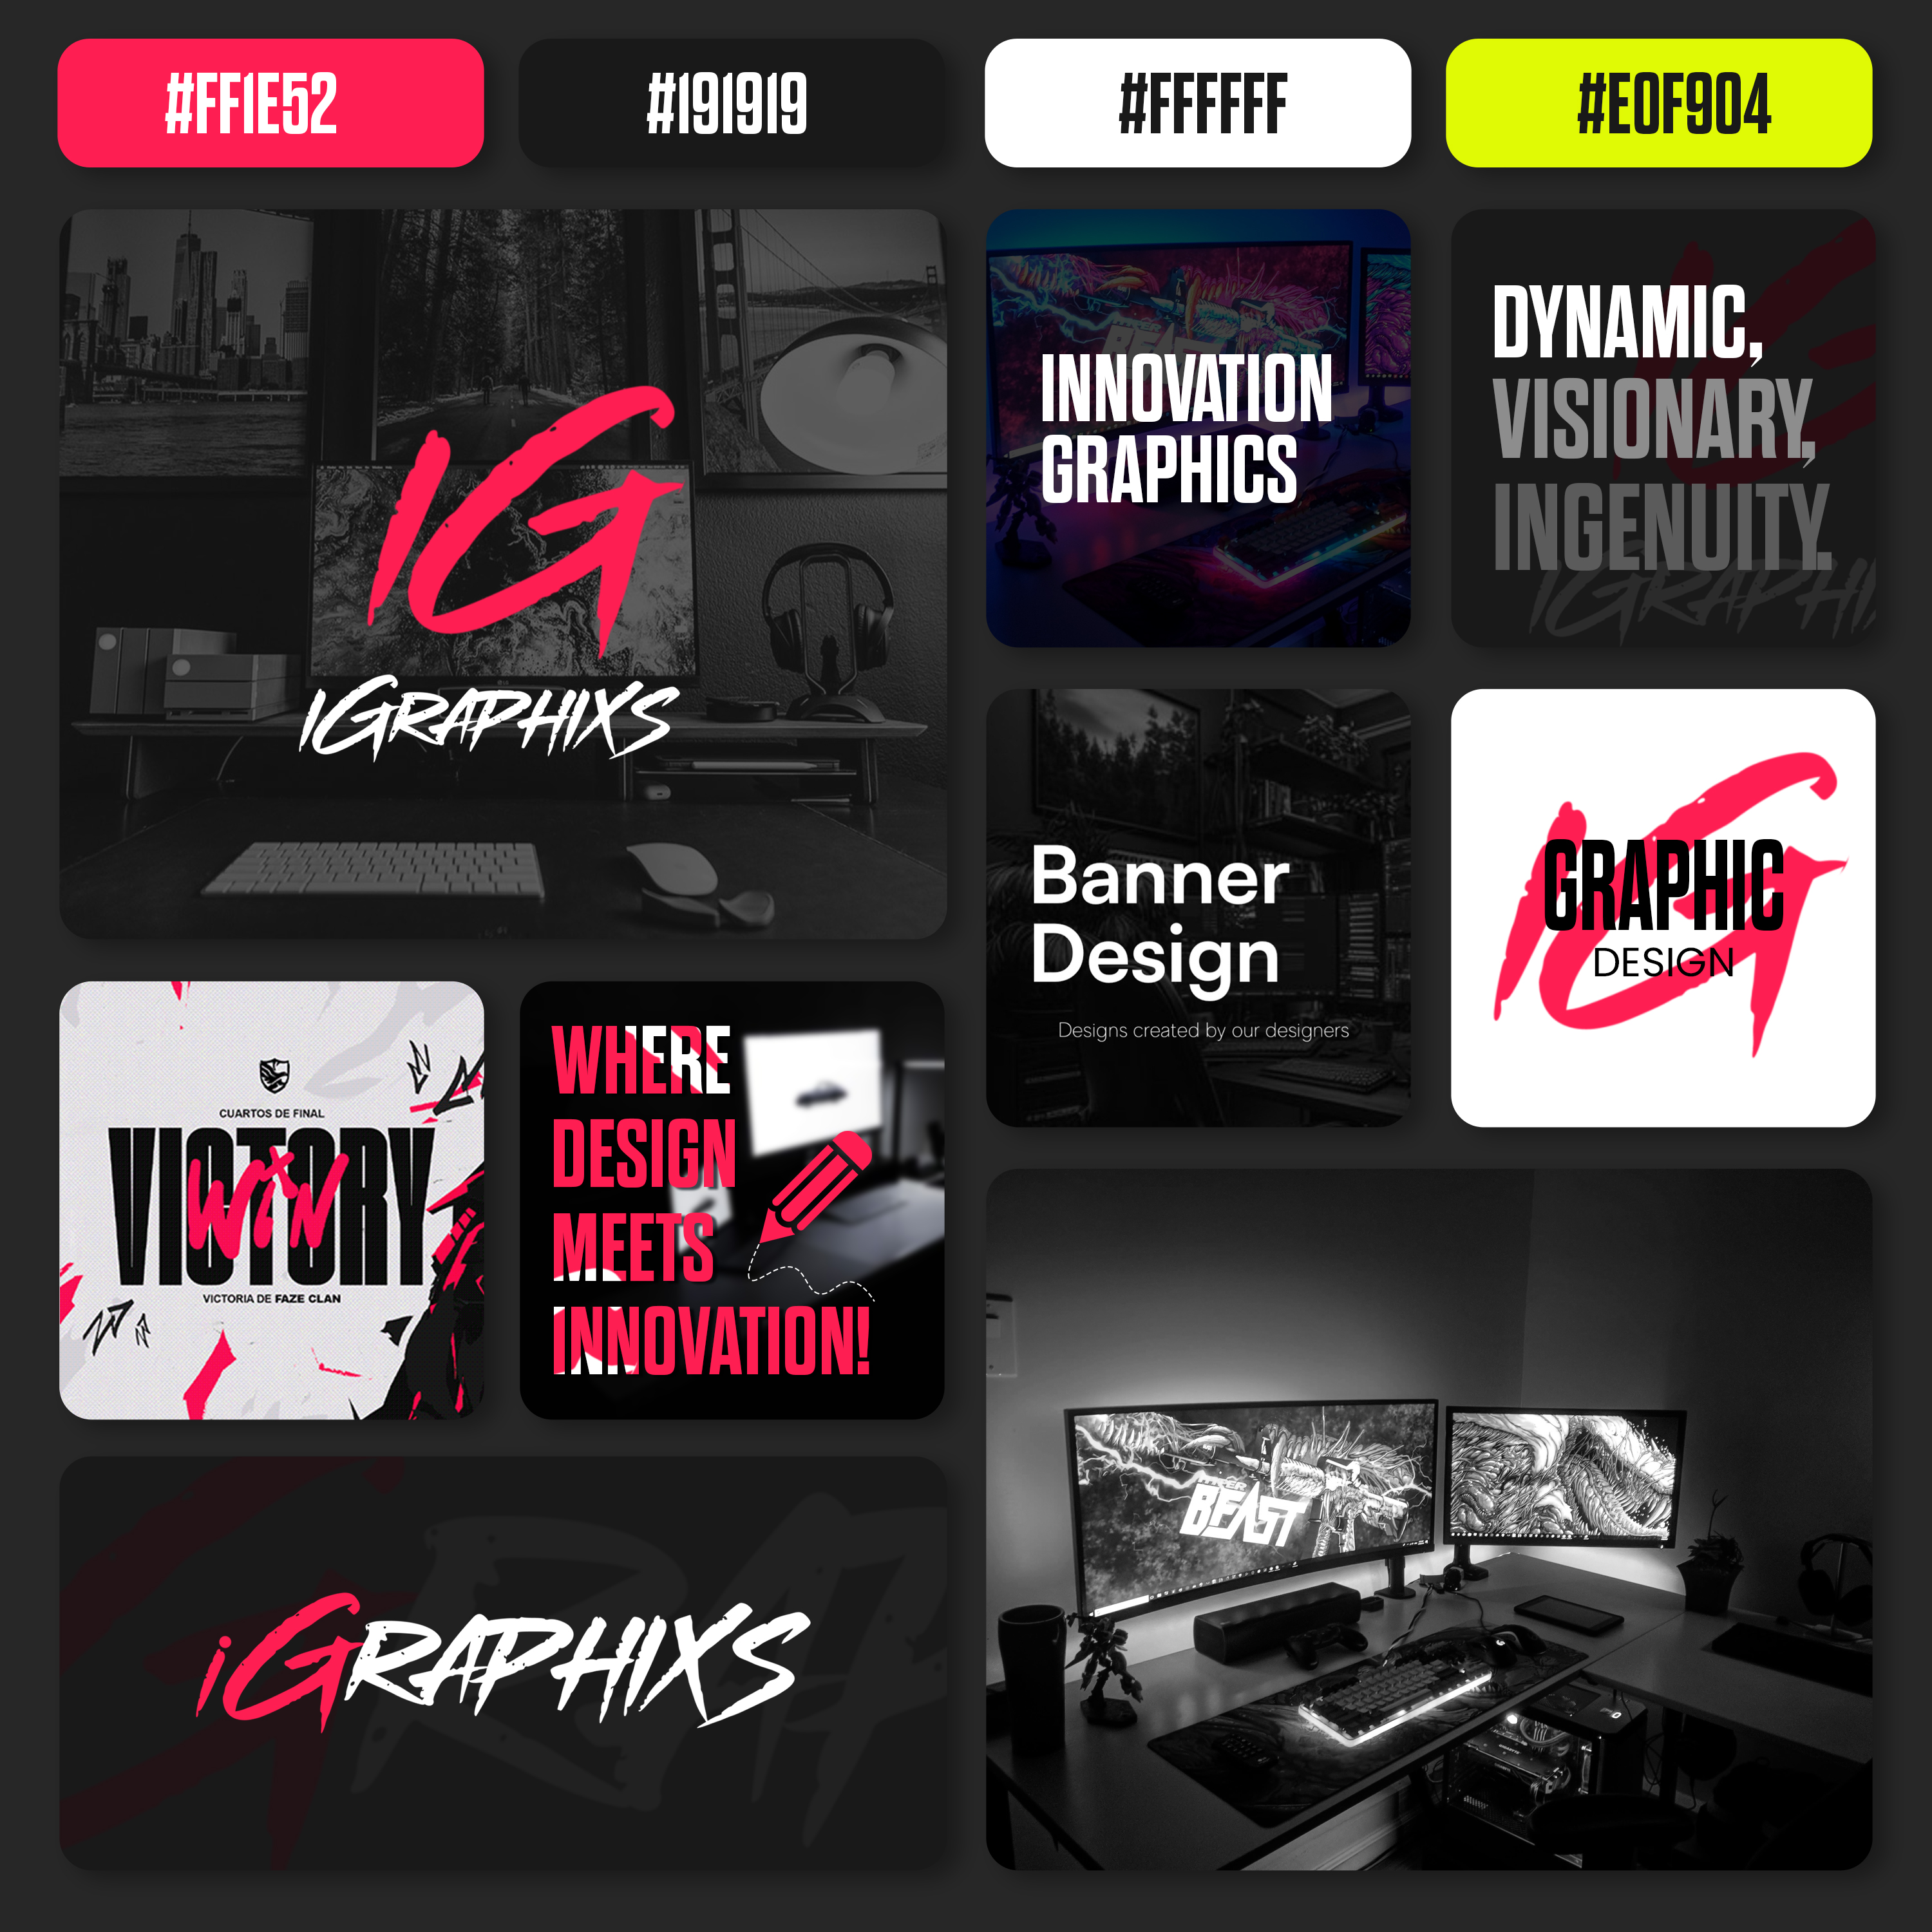 #FF1E52
#191919
#FFFFFF
#E0F904
IG
IGRAPHIXS
INNOVATION
GRAPHICS
DYNAMIC,
VISIONARY,
INGENUITY.
IGRAPHI
Banner
Design
Designs created by our designers
IG
GRAPHIC
DESIGN
CUARTOS DE FINAL
VICTORY
WiN
VICTORIA DE FAZE CLAN
WHERE
DESIGN
MEETS
INNOVATION!
iGRAPHIXS
BEAST